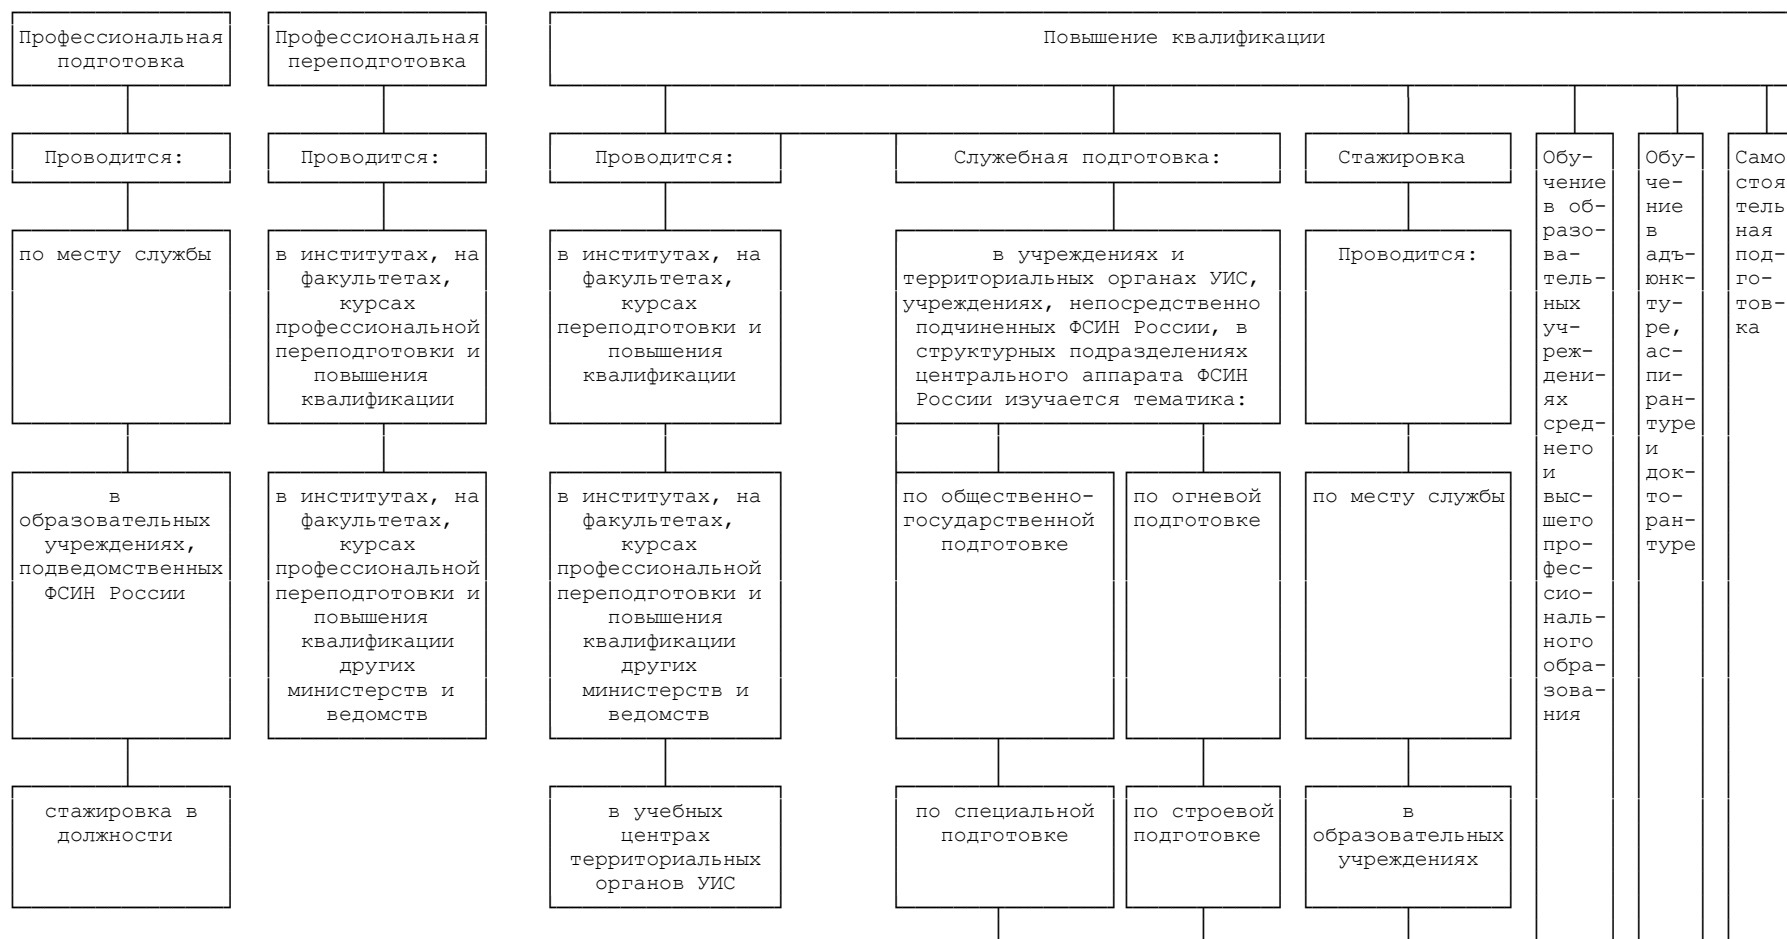 Профессиональная
подготовка
Профессиональная
переподготовка
Повышение квалификации
Проводится:
Проводится:
Проводится:
Служебная подготовка:
Стажировка
Обу-
чение
в об-
разо-
ва-
тель-
ных
уч-
реж-
дени-
ях
сред-
него
и
выс-
шего
про-
фес-
сио-
наль-
ного
обра-
зова-
ния
Обу-
че-
ние
в
адъ-
юнк-
ту-
ре,
ас-
пи-
ран-
туре
и
док-
то-
ран-
туре
Само
стоя
тель
ная
под-
го-
тов-
ка
по месту службы
в институтах, на
факультетах,
курсах
профессиональной
переподготовки и
повышения
квалификации
в институтах, на
факультетах,
курсах
переподготовки и
повышения
квалификации
в учреждениях и
территориальных органах УИС,
учреждениях, непосредственно
подчиненных ФСИН России, в
структурных подразделениях
центрального аппарата ФСИН
России изучается тематика:
Проводится:
в
образовательных
учреждениях,
подведомственных
ФСИН России
в институтах, на
факультетах,
курсах
профессиональной
переподготовки и
повышения
квалификации
других
министерств и
ведомств
в институтах, на
факультетах,
курсах
профессиональной
переподготовки и
повышения
квалификации
других
министерств и
ведомств
по общественно-
государственной
подготовке
по огневой
подготовке
по месту службы
стажировка в
должности
в учебных
центрах
территориальных
органов УИС
по специальной
подготовке
по строевой
подготовке
в
образовательных
учреждениях